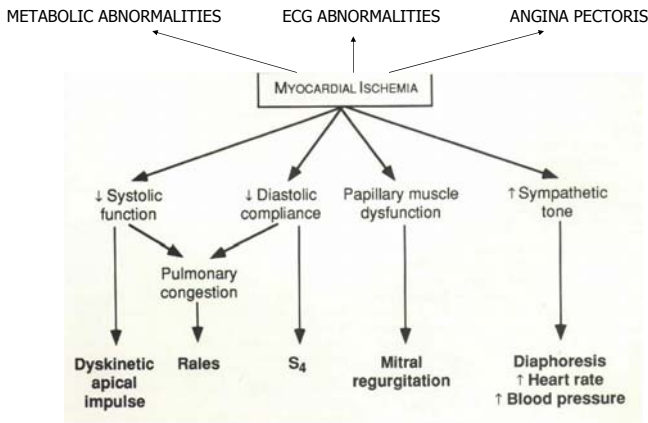 METABOLIC ABNORMALITIES ECG ABNORMALITIES ANGINA PECTORIS
MYOCARDIAL ISCHEMIA
↓ Systolic function
↓ Diastolic compliance
Papillary muscle dysfunction
↑ Sympathetic tone
Pulmonary congestion
Dyskinetic apical impulse
Rales
S₄
Mitral regurgitation
Diaphoresis
↑ Heart rate
↑ Blood pressure